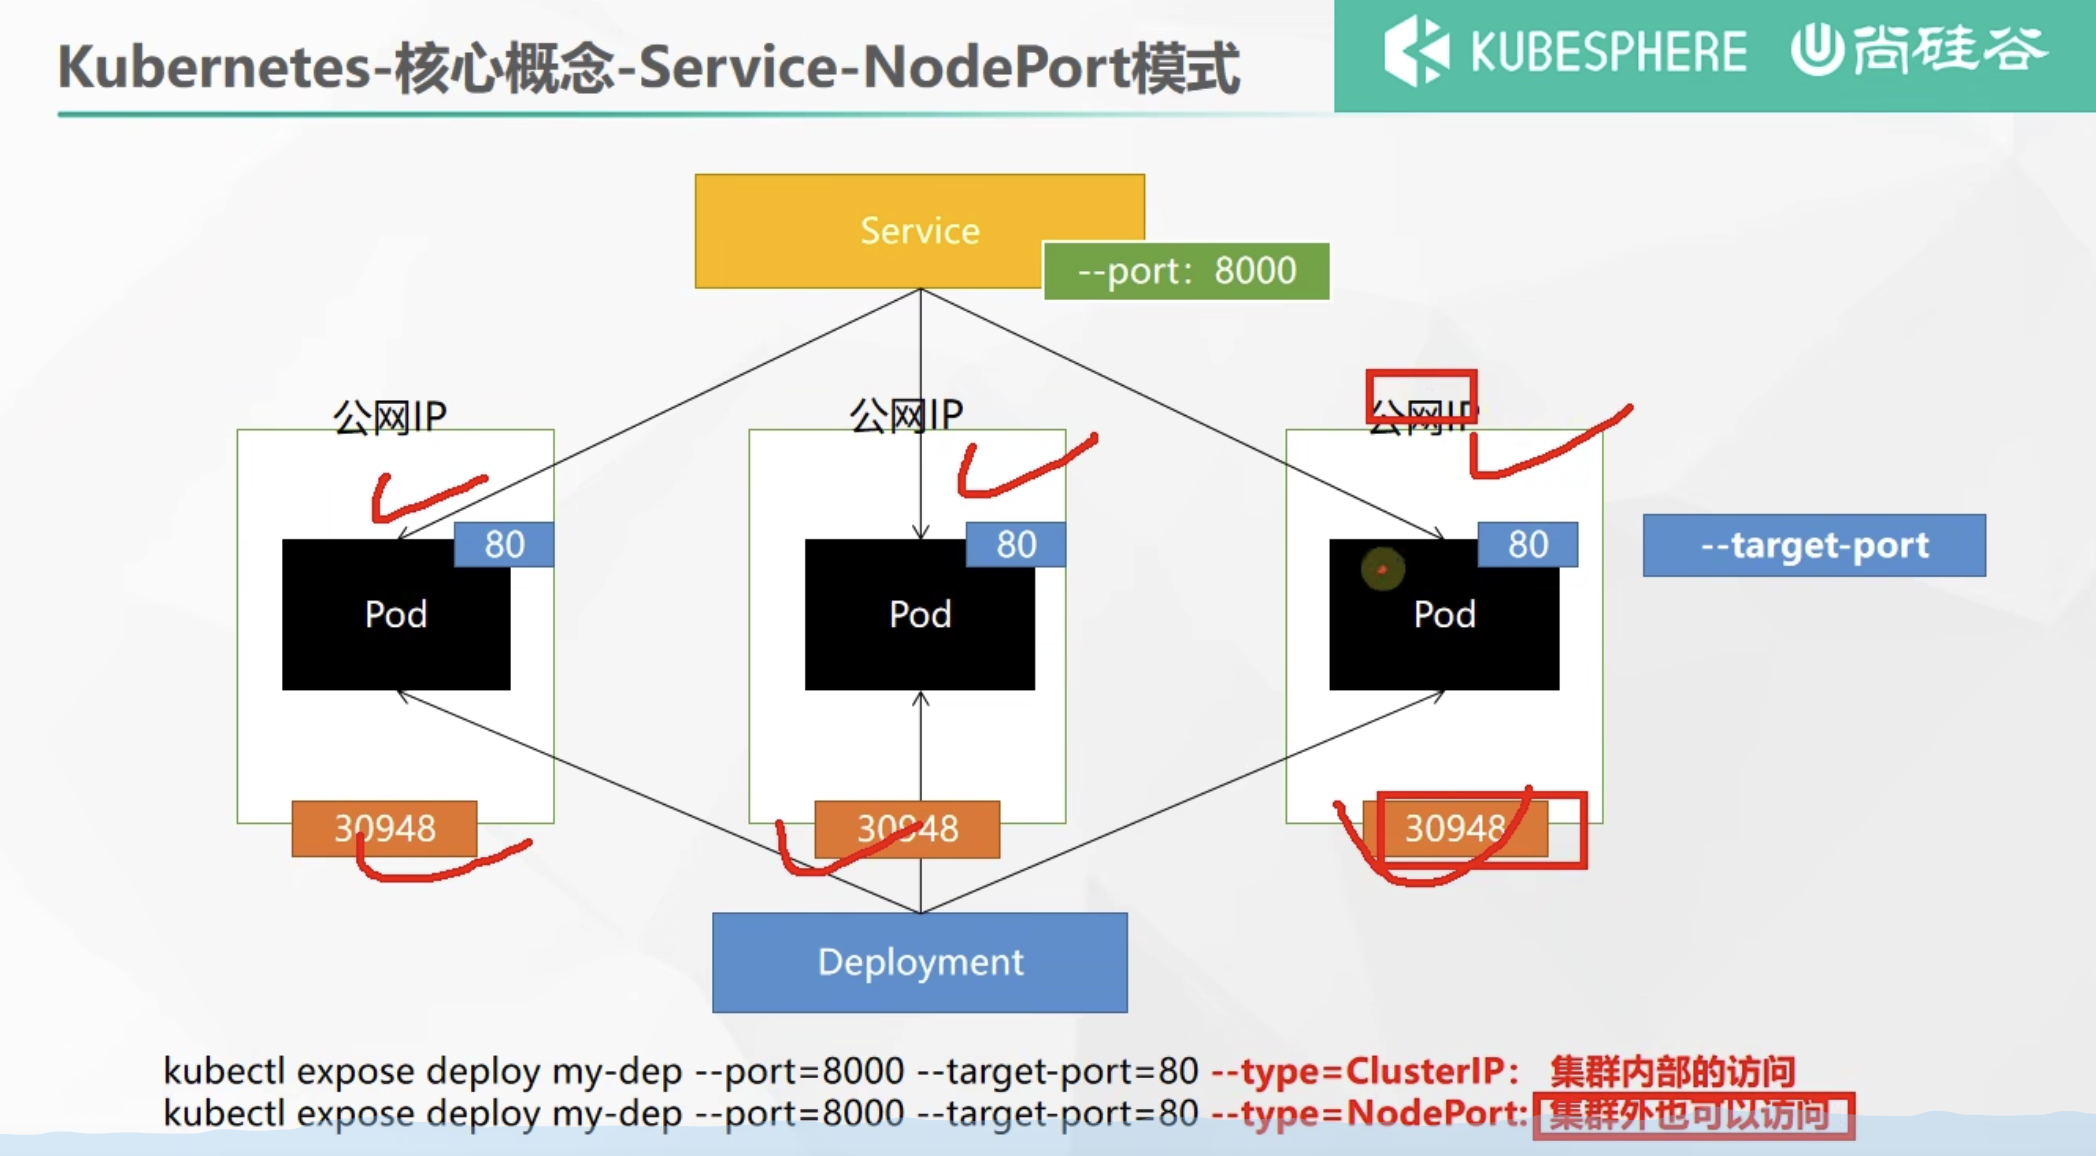 Kubernetes-核心概念-Service-NodePort模式
KUBESPHERE 尚硅谷
Service
--port：8000
公网IP
公网IP
公网IP
80
80
80
--target-port
Pod
Pod
Pod
30948
30948
30948
Deployment
kubectl expose deploy my-dep --port=8000 --target-port=80 --type=ClusterIP： 集群内部的访问
kubectl expose deploy my-dep --port=8000 --target-port=80 --type=NodePort: 集群外也可以访问